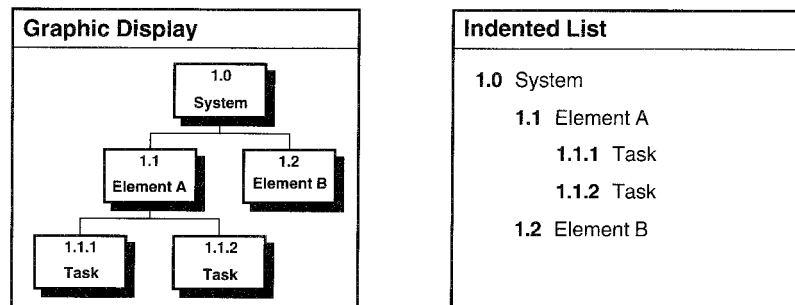 Graphic Display
1.0
System
1.1
Element A
1.2
Element B
1.1.1
Task
1.1.2
Task
Indented List
1.0 System
1.1 Element A
1.1.1 Task
1.1.2 Task
1.2 Element B